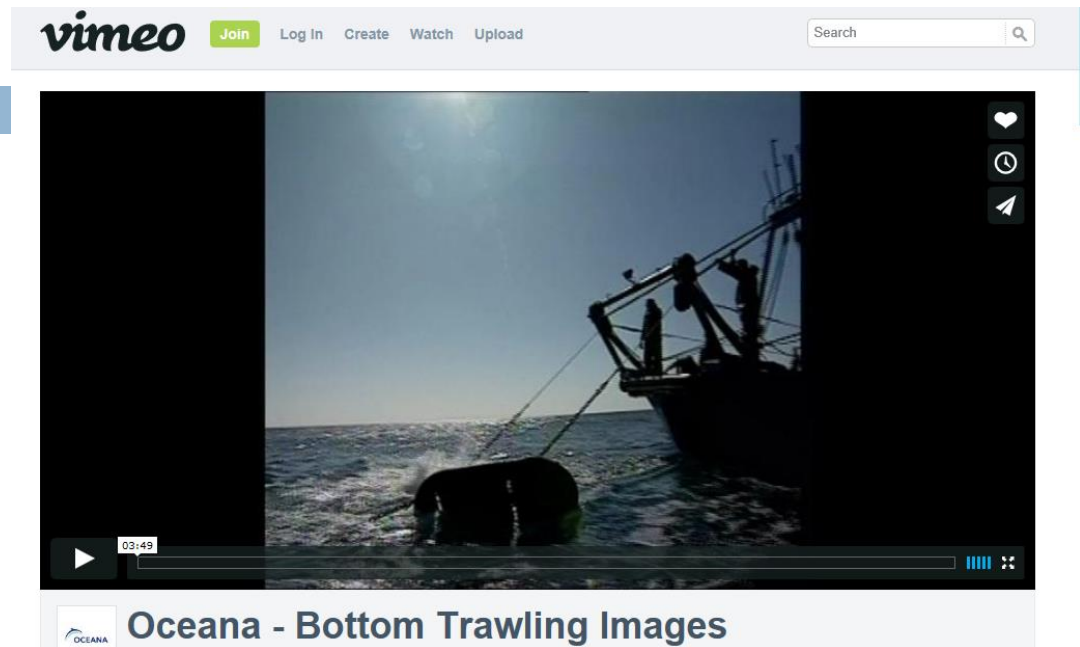 vimeo Join Log In Create Watch Upload Search
03:49
Oceana - Bottom Trawling Images
OCEANA